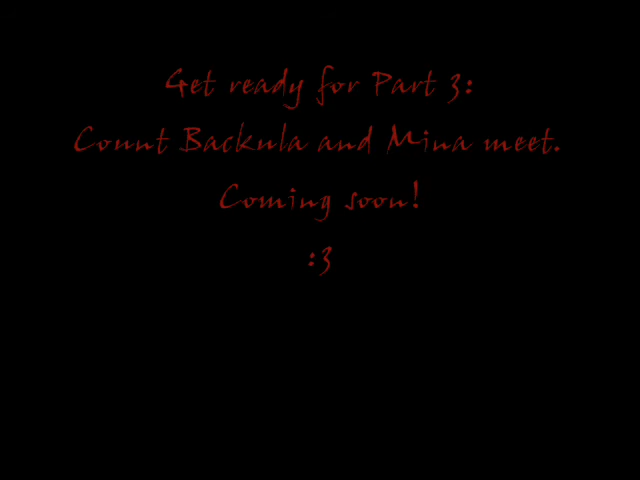 Get ready for Part 3:
Count Backula and Mina meet.
Coming soon!
:3